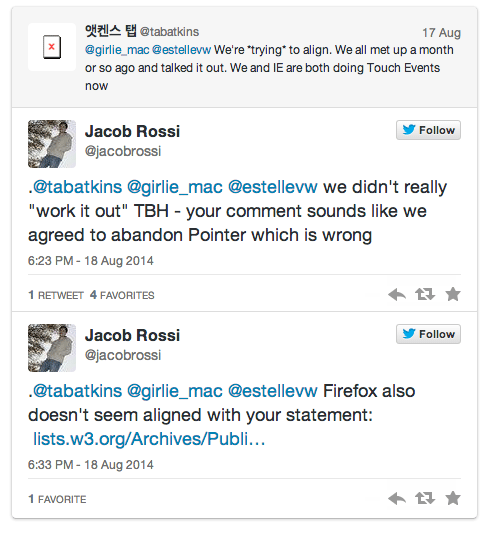 앳켄스 탭 @tabatkins 17 Aug
@girlie_mac @estellevw We're *trying* to align. We all met up a month
or so ago and talked it out. We and IE are both doing Touch Events
now
Jacob Rossi Follow
@jacobrossi
.@tabatkins @girlie_mac @estellevw we didn't really
"work it out" TBH - your comment sounds like we
agreed to abandon Pointer which is wrong
6:23 PM - 18 Aug 2014
1 RETWEET 4 FAVORITES
Jacob Rossi Follow
@jacobrossi
.@tabatkins @girlie_mac @estellevw Firefox also
doesn't seem aligned with your statement:
lists.w3.org/Archives/Publi…
6:33 PM - 18 Aug 2014
1 FAVORITE